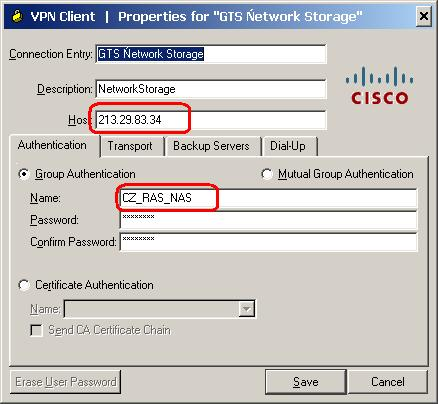 VPN Client | Properties for "GTS Ńetwork Storage"
Connection Entry: GTS Ńetwork Storage
Description: NetworkStorage
Host: 213.29.83.34
CISCO
Authentication Transport Backup Servers Dial-Up
Group Authentication Mutual Group Authentication
Name: CZ_RAS_NAS
Password: ********
Confirm Password: ********
Certificate Authentication
Name:
Send CA Certificate Chain
Erase User Password Save Cancel